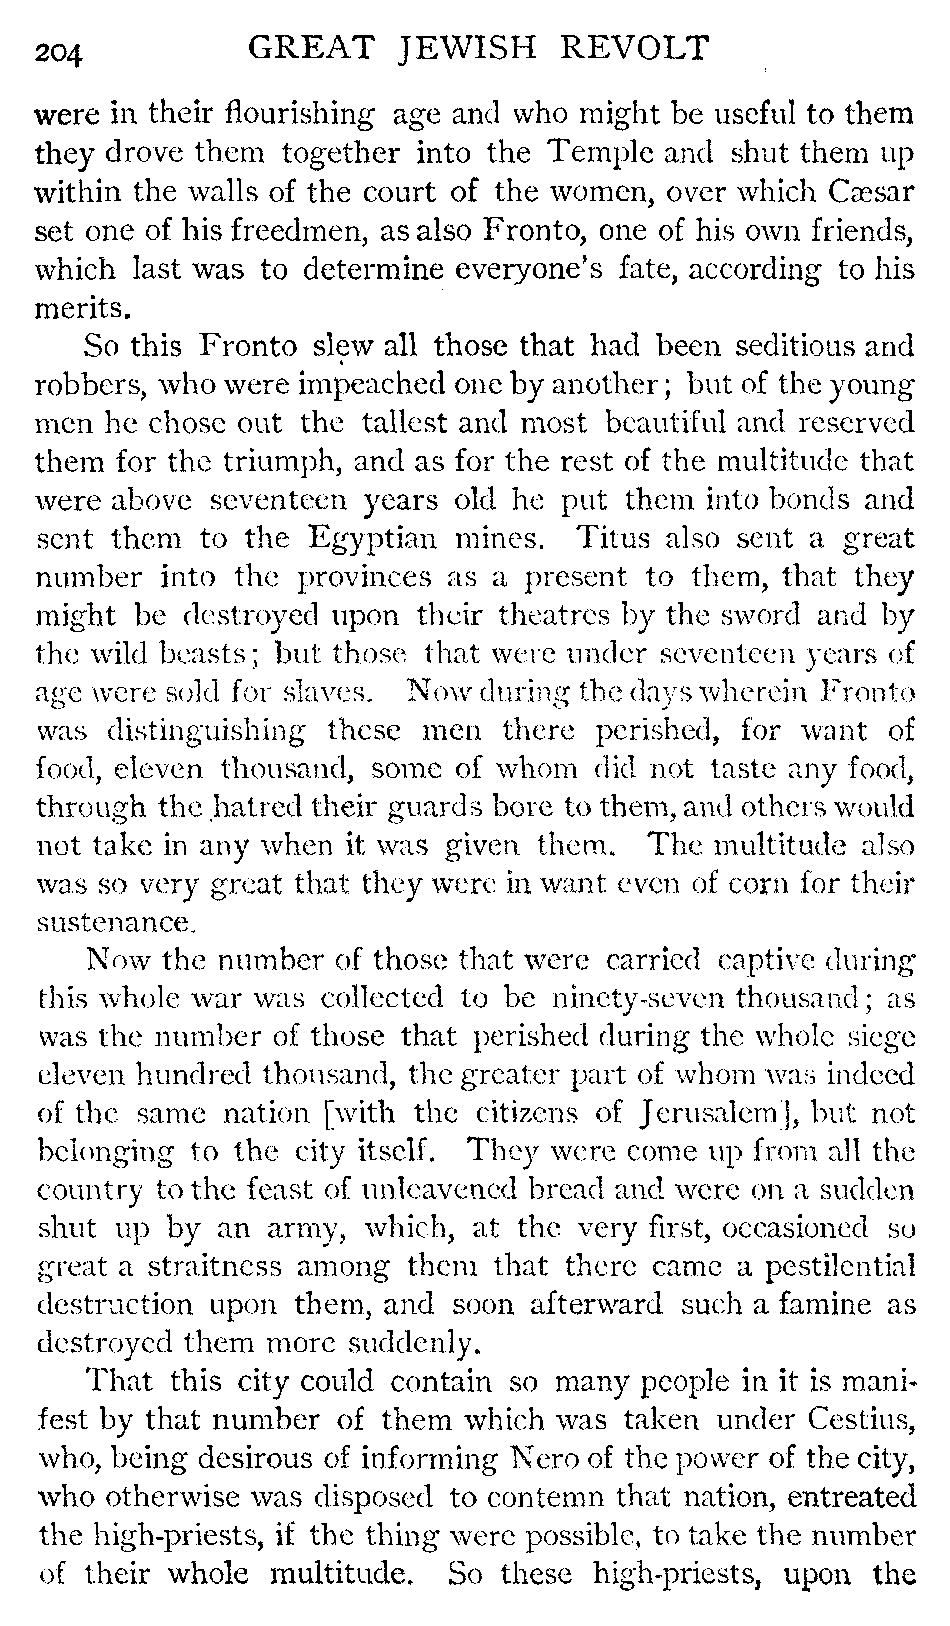 204 GREAT JEWISH REVOLT
were in their flourishing age and who might be useful to them
they drove them together into the Temple and shut them up
within the walls of the court of the women, over which Cæsar
set one of his freedmen, as also Fronto, one of his own friends,
which last was to determine everyone's fate, according to his
merits.
So this Fronto slew all those that had been seditious and
robbers, who were impeached one by another; but of the young
men he chose out the tallest and most beautiful and reserved
them for the triumph, and as for the rest of the multitude that
were above seventeen years old he put them into bonds and
sent them to the Egyptian mines. Titus also sent a great
number into the provinces as a present to them, that they
might be destroyed upon their theatres by the sword and by
the wild beasts; but those that were under seventeen years of
age were sold for slaves. Now during the days wherein Fronto
was distinguishing these men there perished, for want of
food, eleven thousand, some of whom did not taste any food,
through the hatred their guards bore to them, and others would
not take in any when it was given them. The multitude also
was so very great that they were in want even of corn for their
sustenance.
Now the number of those that were carried captive during
this whole war was collected to be ninety-seven thousand; as
was the number of those that perished during the whole siege
eleven hundred thousand, the greater part of whom was indeed
of the same nation [with the citizens of Jerusalem], but not
belonging to the city itself. They were come up from all the
country to the feast of unleavened bread and were on a sudden
shut up by an army, which, at the very first, occasioned so
great a straitness among them that there came a pestilential
destruction upon them, and soon afterward such a famine as
destroyed them more suddenly.
That this city could contain so many people in it is mani-
fest by that number of them which was taken under Cestius,
who, being desirous of informing Nero of the power of the city,
who otherwise was disposed to contemn that nation, entreated
the high-priests, if the thing were possible, to take the number
of their whole multitude. So these high-priests, upon the